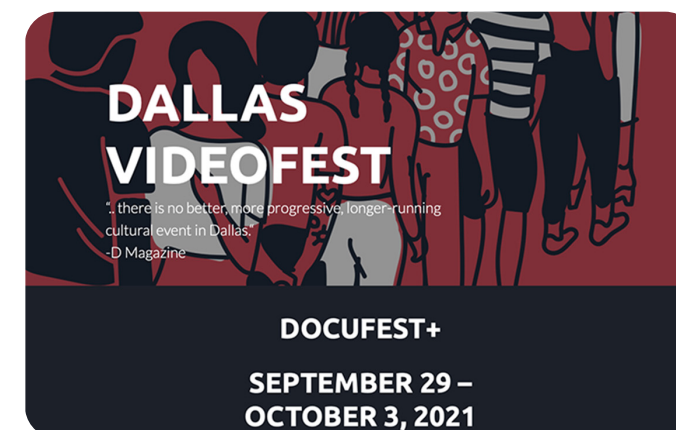 DALLAS
VIDEOFEST
“.. there is no better, more progressive, longer-running
cultural event in Dallas.”
-D Magazine
DOCUFEST+
SEPTEMBER 29 –
OCTOBER 3, 2021